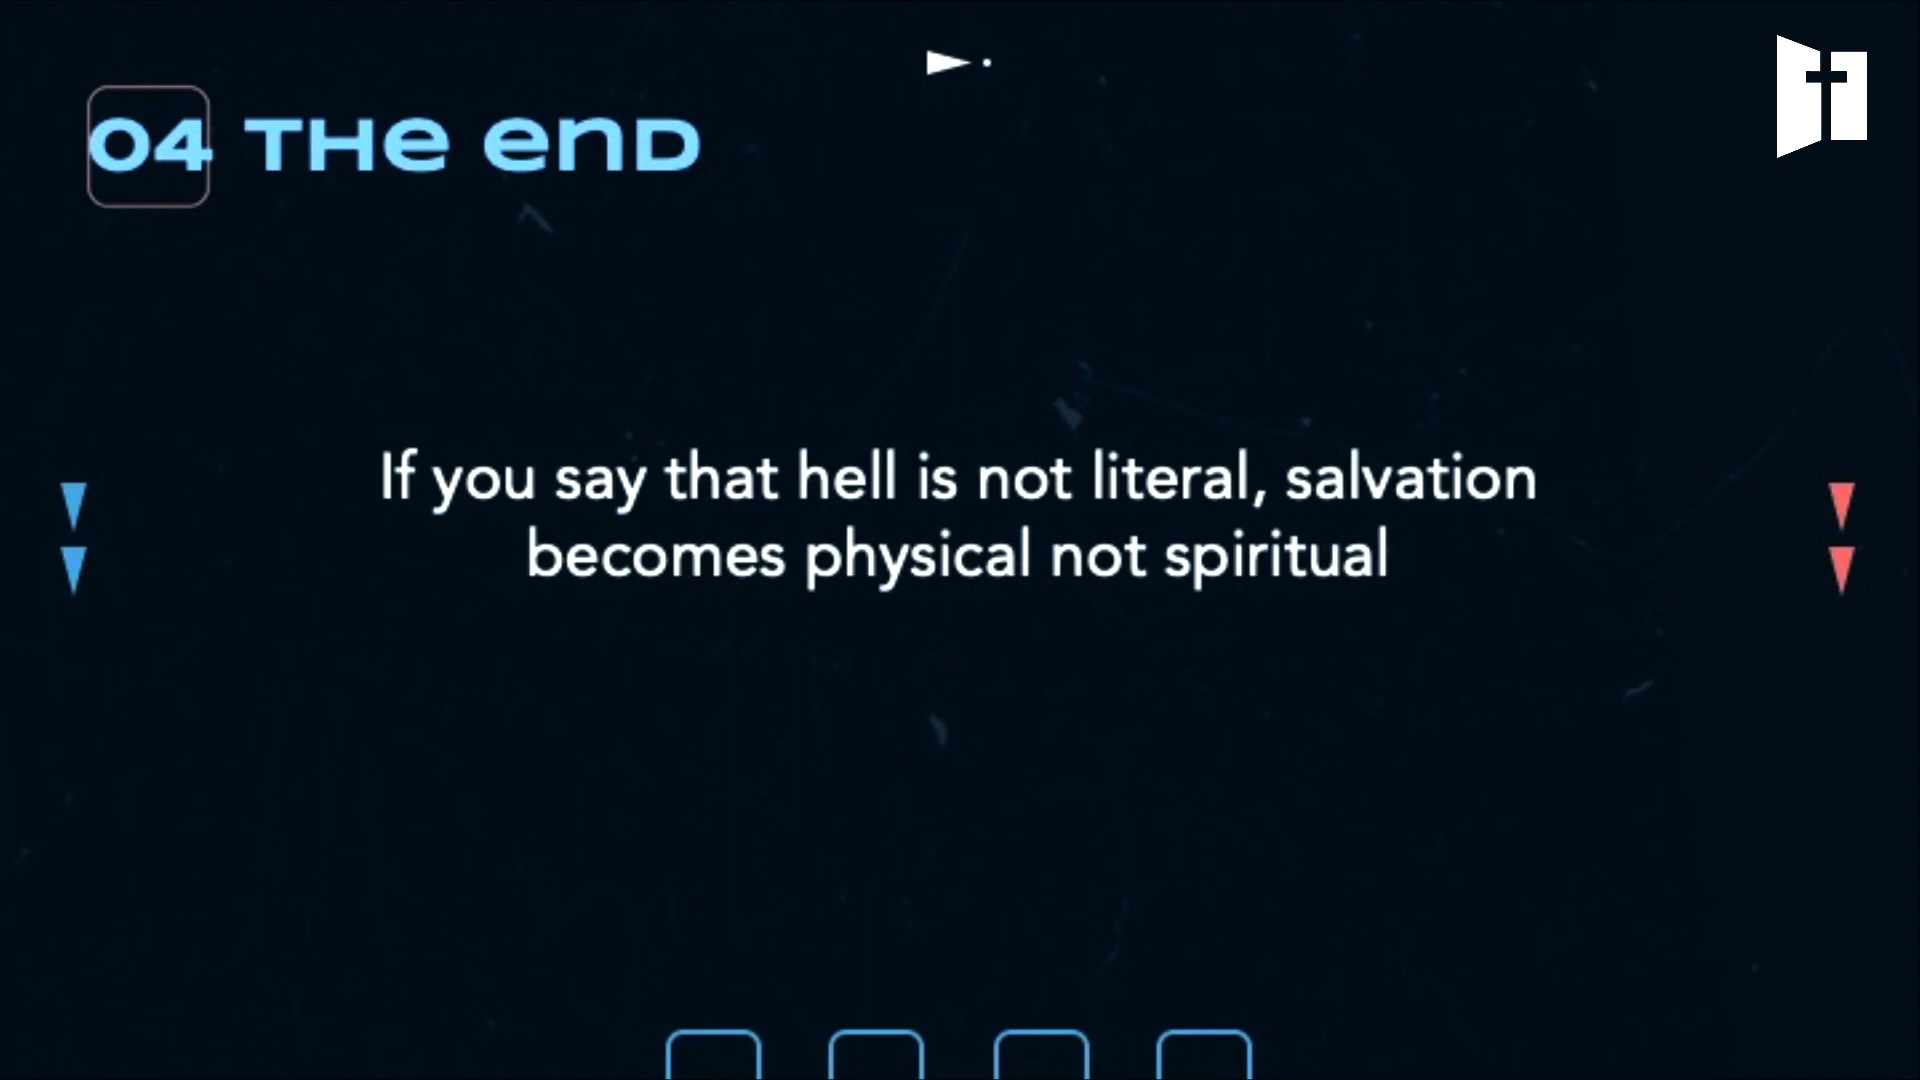 04 THe enD
If you say that hell is not literal, salvation
becomes physical not spiritual